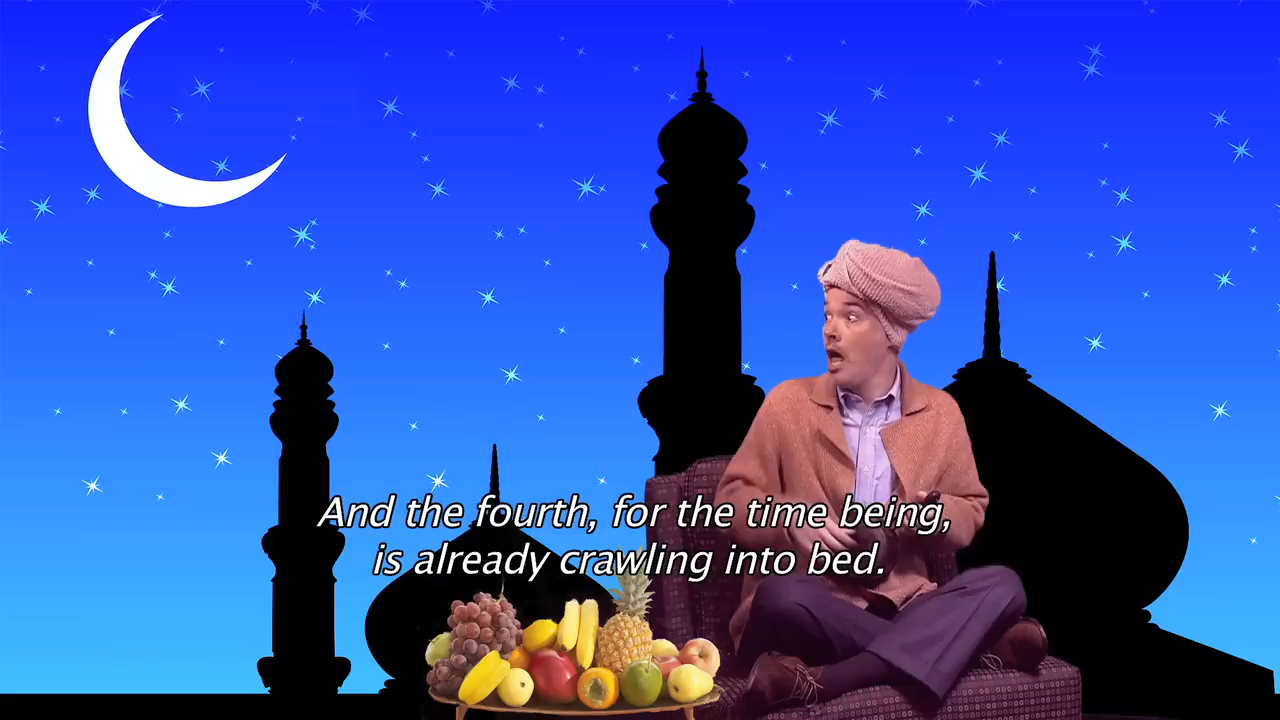 And the fourth, for the time being,
is already crawling into bed.